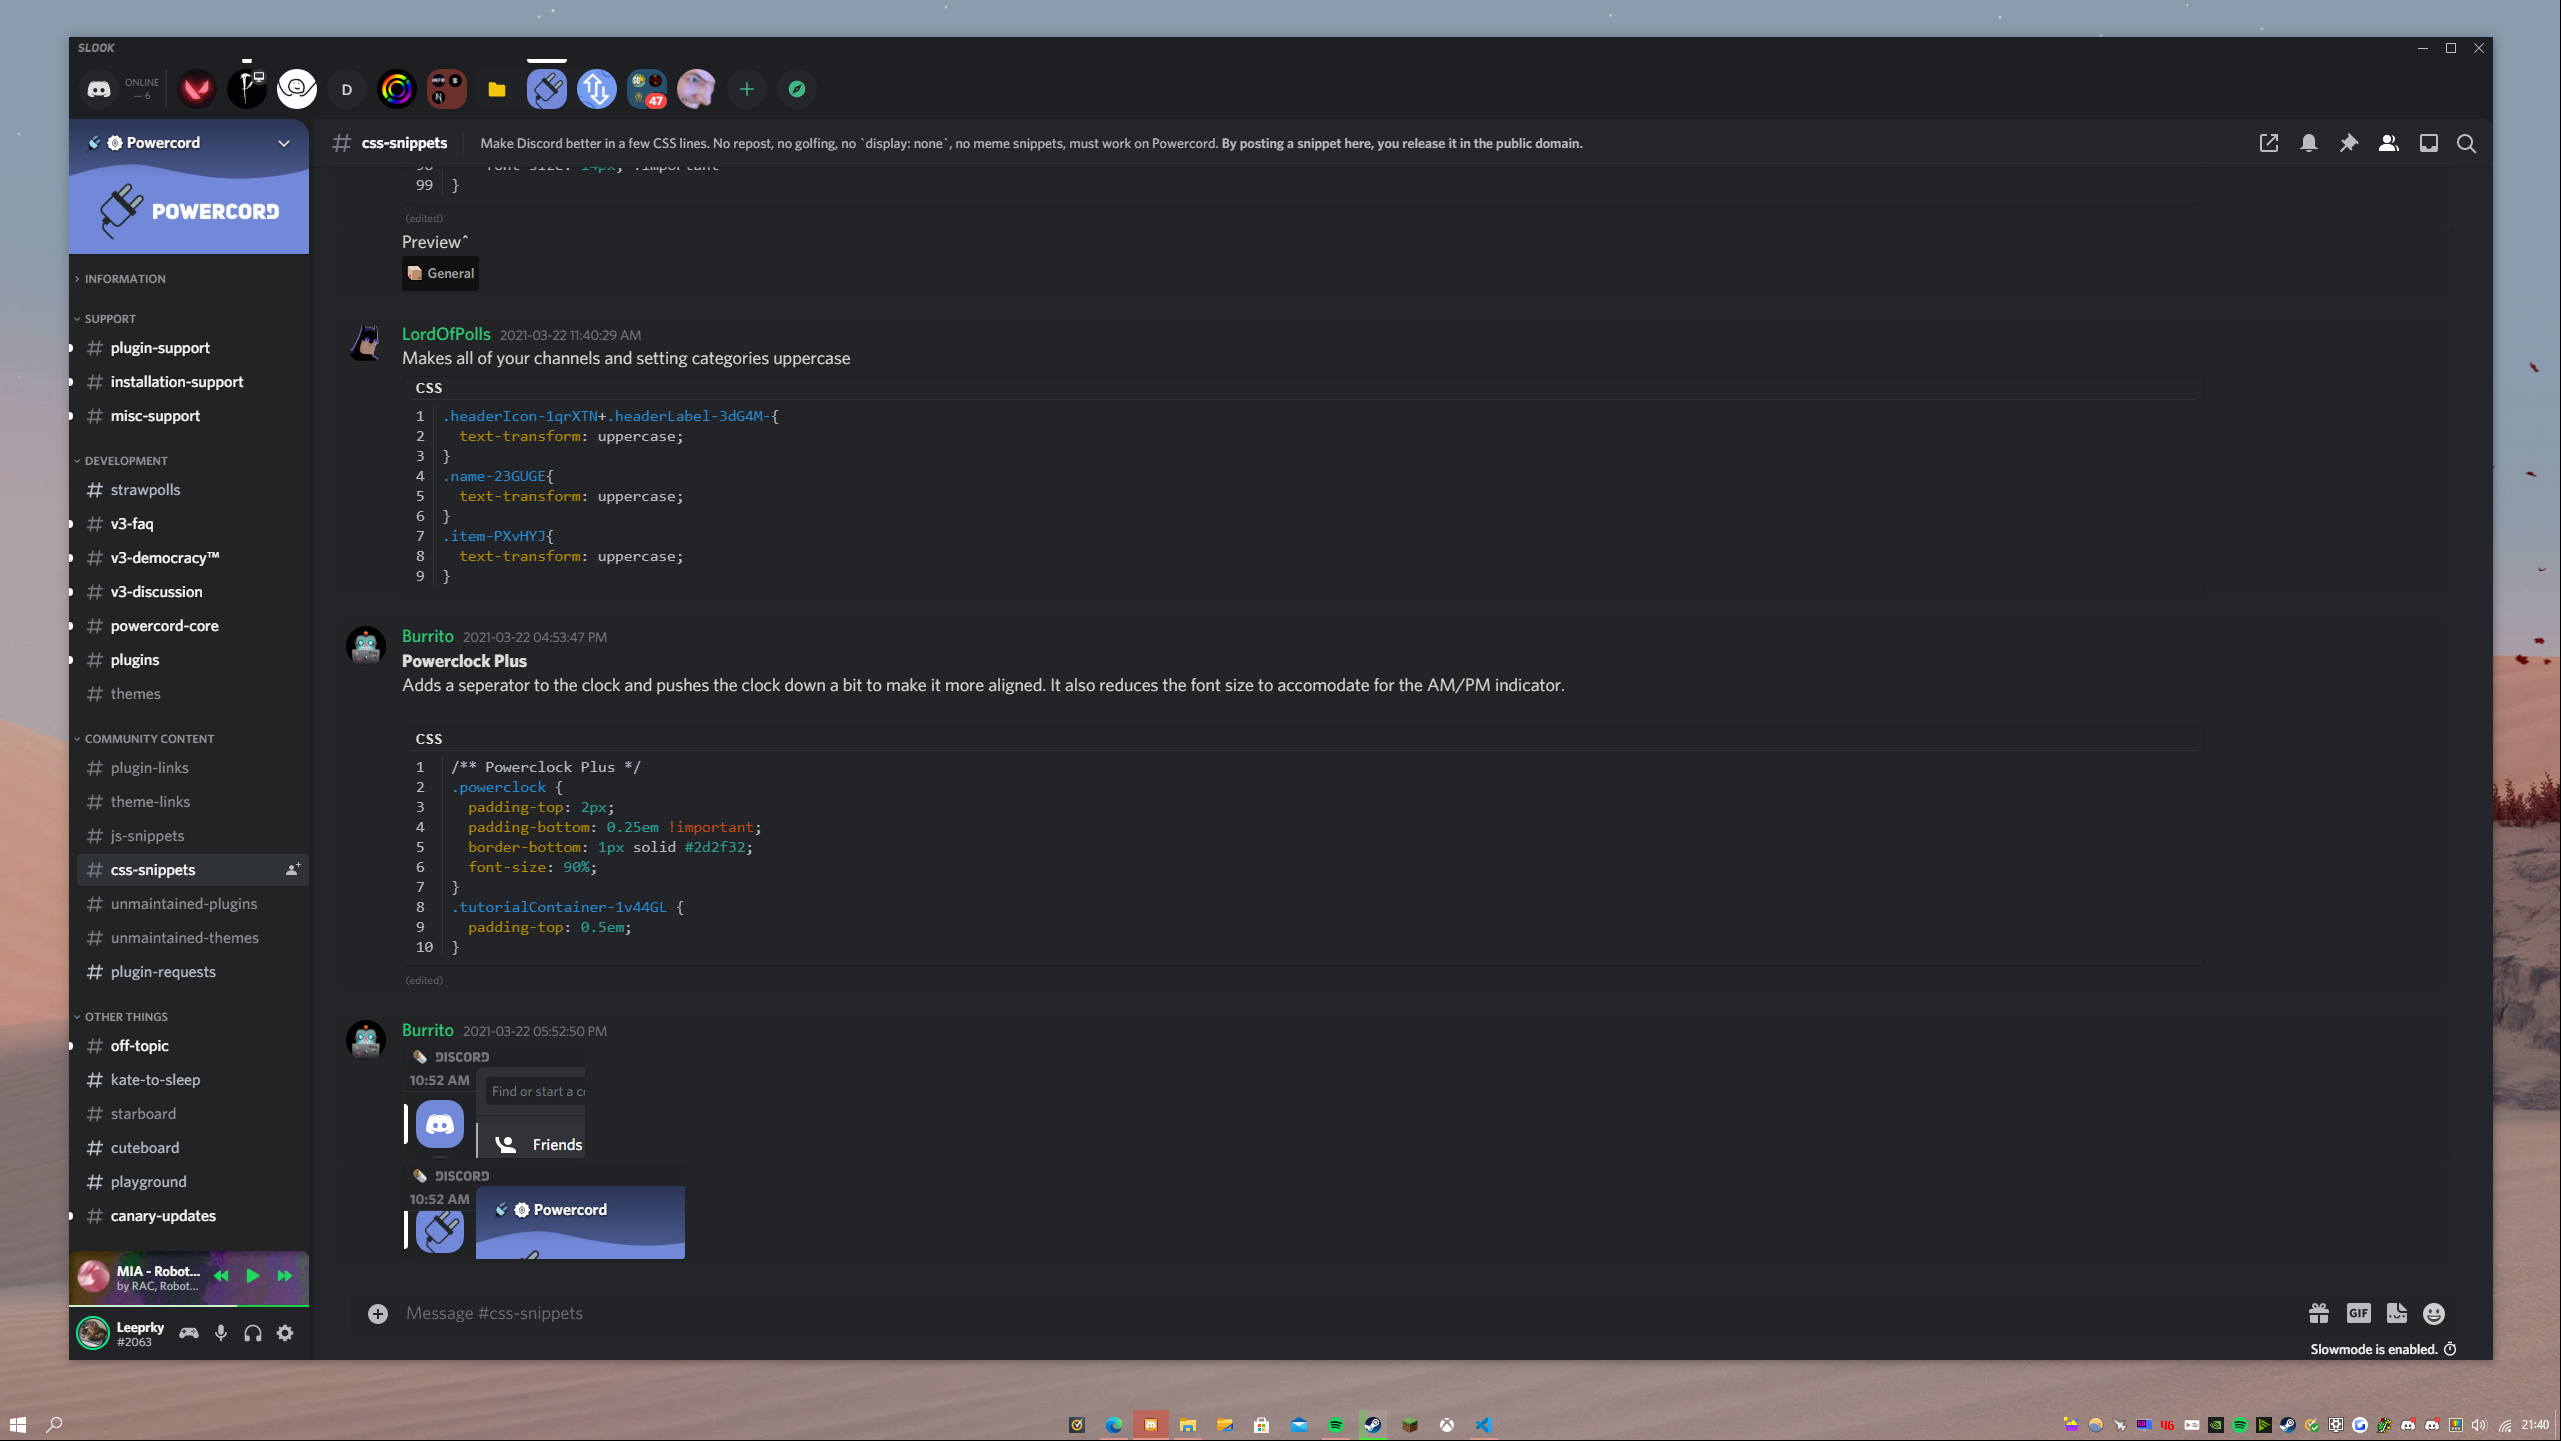 SLOOK
ONLINE
— 6
D
47
Powercord
POWERCORD
INFORMATION
SUPPORT
plugin-support
installation-support
misc-support
DEVELOPMENT
strawpolls
v3-faq
v3-democracy™
v3-discussion
powercord-core
plugins
themes
COMMUNITY CONTENT
plugin-links
theme-links
js-snippets
css-snippets
unmaintained-plugins
unmaintained-themes
plugin-requests
OTHER THINGS
off-topic
kate-to-sleep
starboard
cuteboard
playground
canary-updates
MIA - Robot...
by RAC, Robot...
Leeprky
#2063
css-snippets
Make Discord better in a few CSS lines. No repost, no golfing, no `display: none`, no meme snippets, must work on Powercord. By posting a snippet here, you release it in the public domain.
99 }
(edited)
Preview^
General
LordOfPolls 2021-03-22 11:40:29 AM
Makes all of your channels and setting categories uppercase
CSS
1 .headerIcon-1qrXTN+.headerLabel-3dG4M-{
2 text-transform: uppercase;
3 }
4 .name-23GUGE{
5 text-transform: uppercase;
6 }
7 .item-PXvHYJ{
8 text-transform: uppercase;
9 }
Burrito 2021-03-22 04:53:47 PM
Powerclock Plus
Adds a seperator to the clock and pushes the clock down a bit to make it more aligned. It also reduces the font size to accomodate for the AM/PM indicator.
CSS
1 /** Powerclock Plus */
2 .powerclock {
3 padding-top: 2px;
4 padding-bottom: 0.25em !important;
5 border-bottom: 1px solid #2d2f32;
6 font-size: 90%;
7 }
8 .tutorialContainer-1v44GL {
9 padding-top: 0.5em;
10 }
(edited)
Burrito 2021-03-22 05:52:50 PM
DISCORD
10:52 AM
Find or start a c
Friends
DISCORD
10:52 AM
Powercord
Message #css-snippets
GIF
Slowmode is enabled.
46
21:40